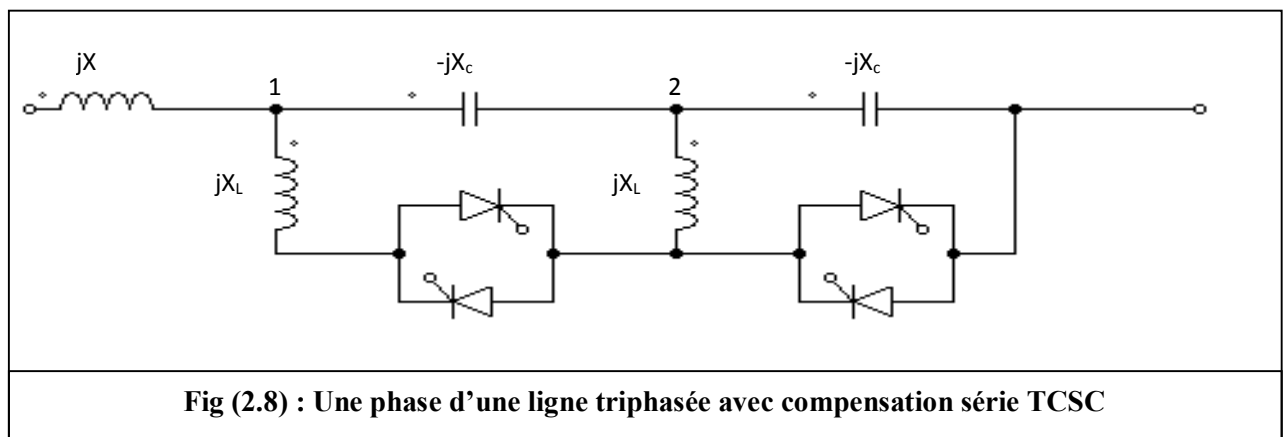 jX
1
-jXc
2
-jXc
jXL
jXL
Fig (2.8) : Une phase d’une ligne triphasée avec compensation série TCSC